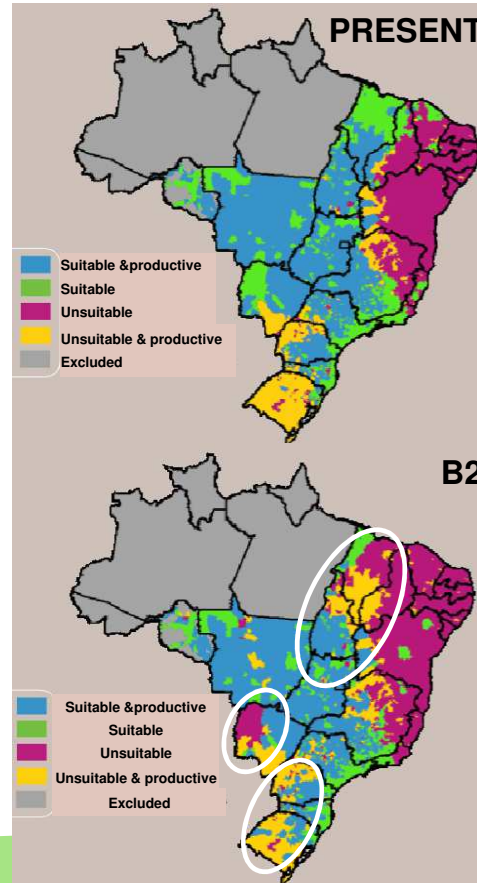 PRESENT
Suitable &productive
Suitable
Unsuitable
Unsuitable & productive
Excluded
B2
Suitable &productive
Suitable
Unsuitable
Unsuitable & productive
Excluded